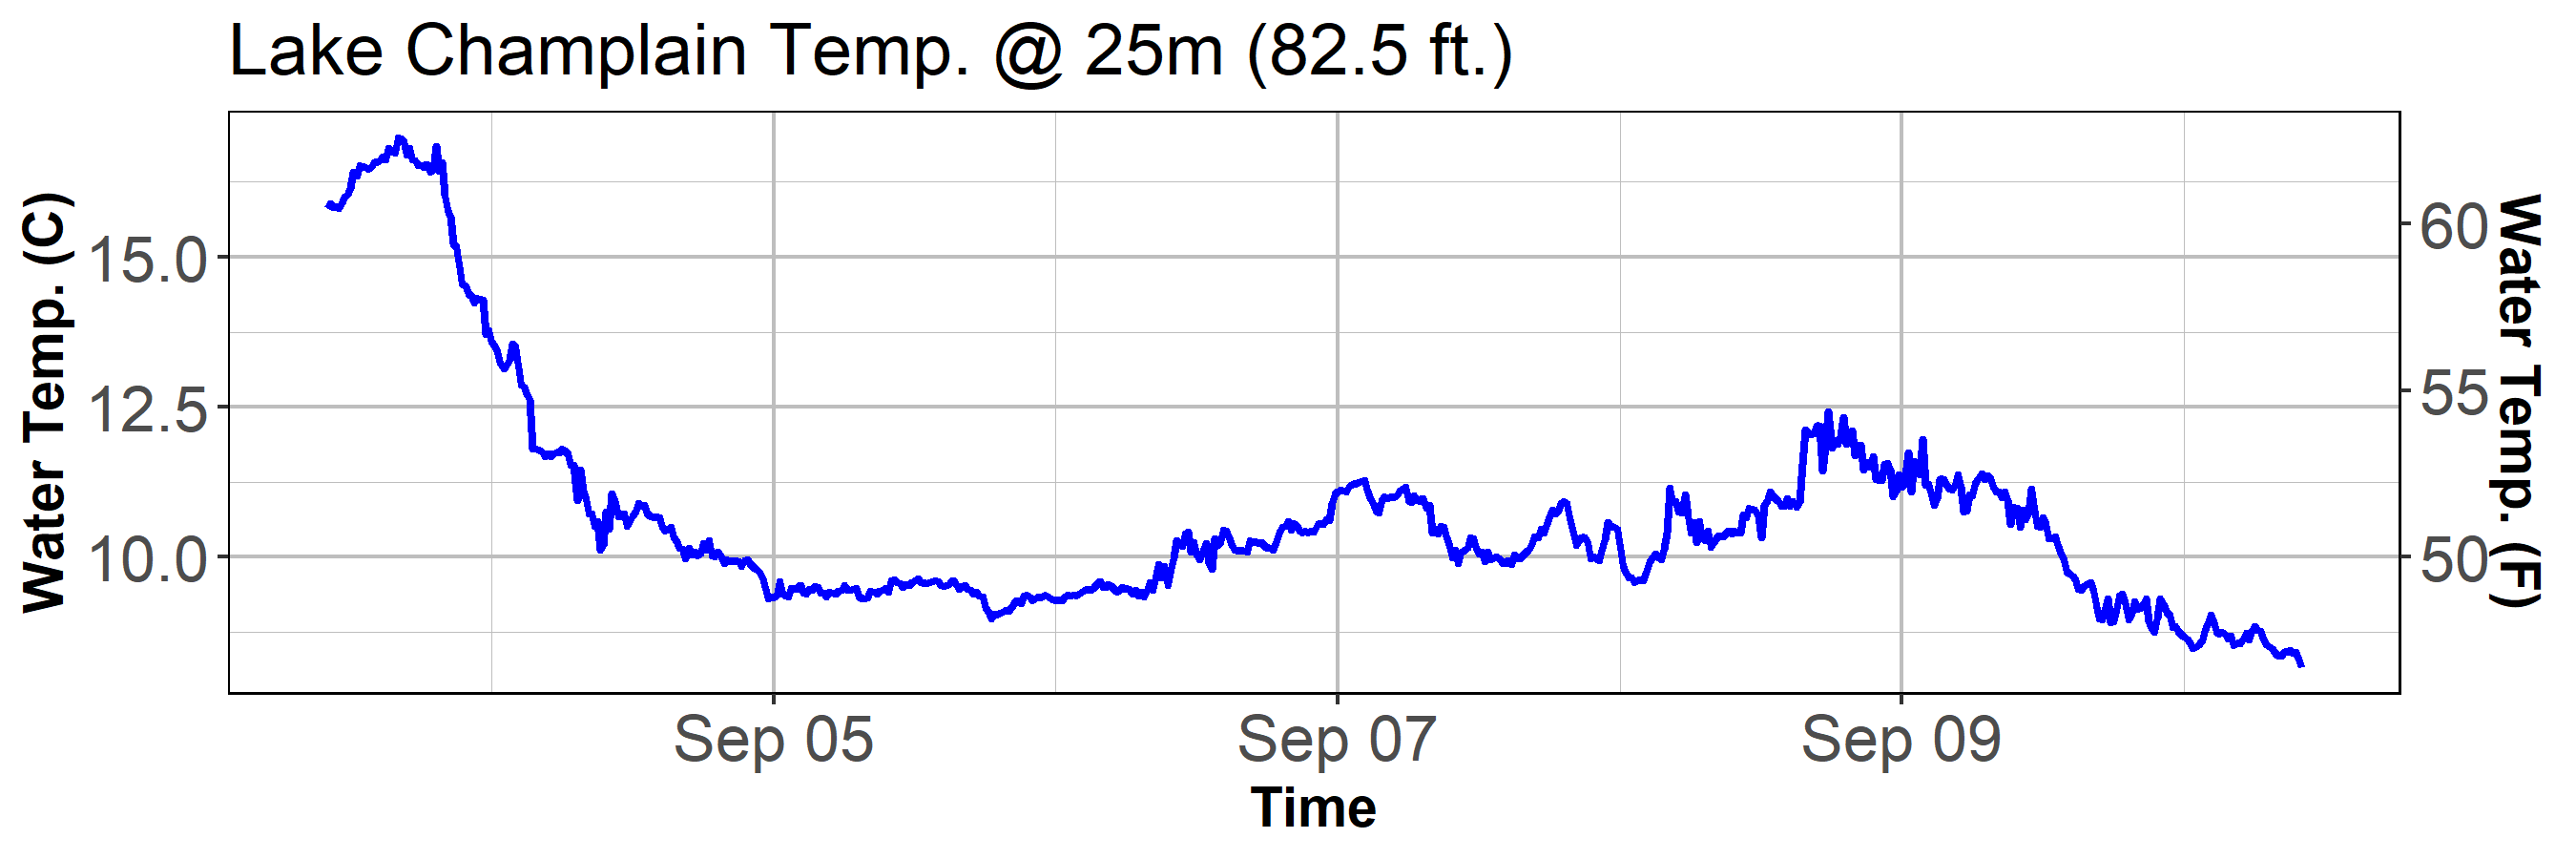 Lake Champlain Temp. @ 25m (82.5 ft.)
Water Temp. (C)
15.0
12.5
10.0
60
55
50
Water Temp. (F)
Sep 05
Sep 07
Sep 09
Time